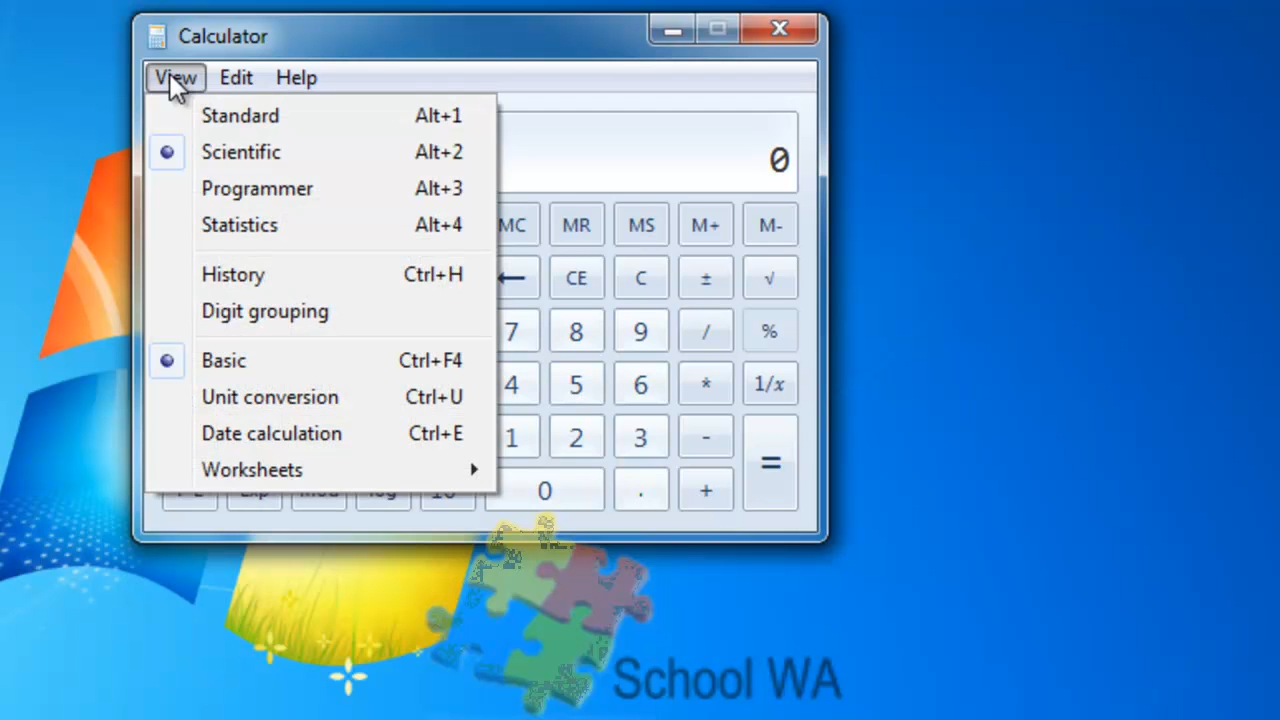 Calculator
View Edit Help
Standard Alt+1
Scientific Alt+2
Programmer Alt+3
Statistics Alt+4
History Ctrl+H
Digit grouping
Basic Ctrl+F4
Unit conversion Ctrl+U
Date calculation Ctrl+E
Worksheets
0
MC MR MS M+ M-
← CE C ± √
7 8 9 / %
4 5 6 * 1/x
1 2 3 - =
0 . +
School WA